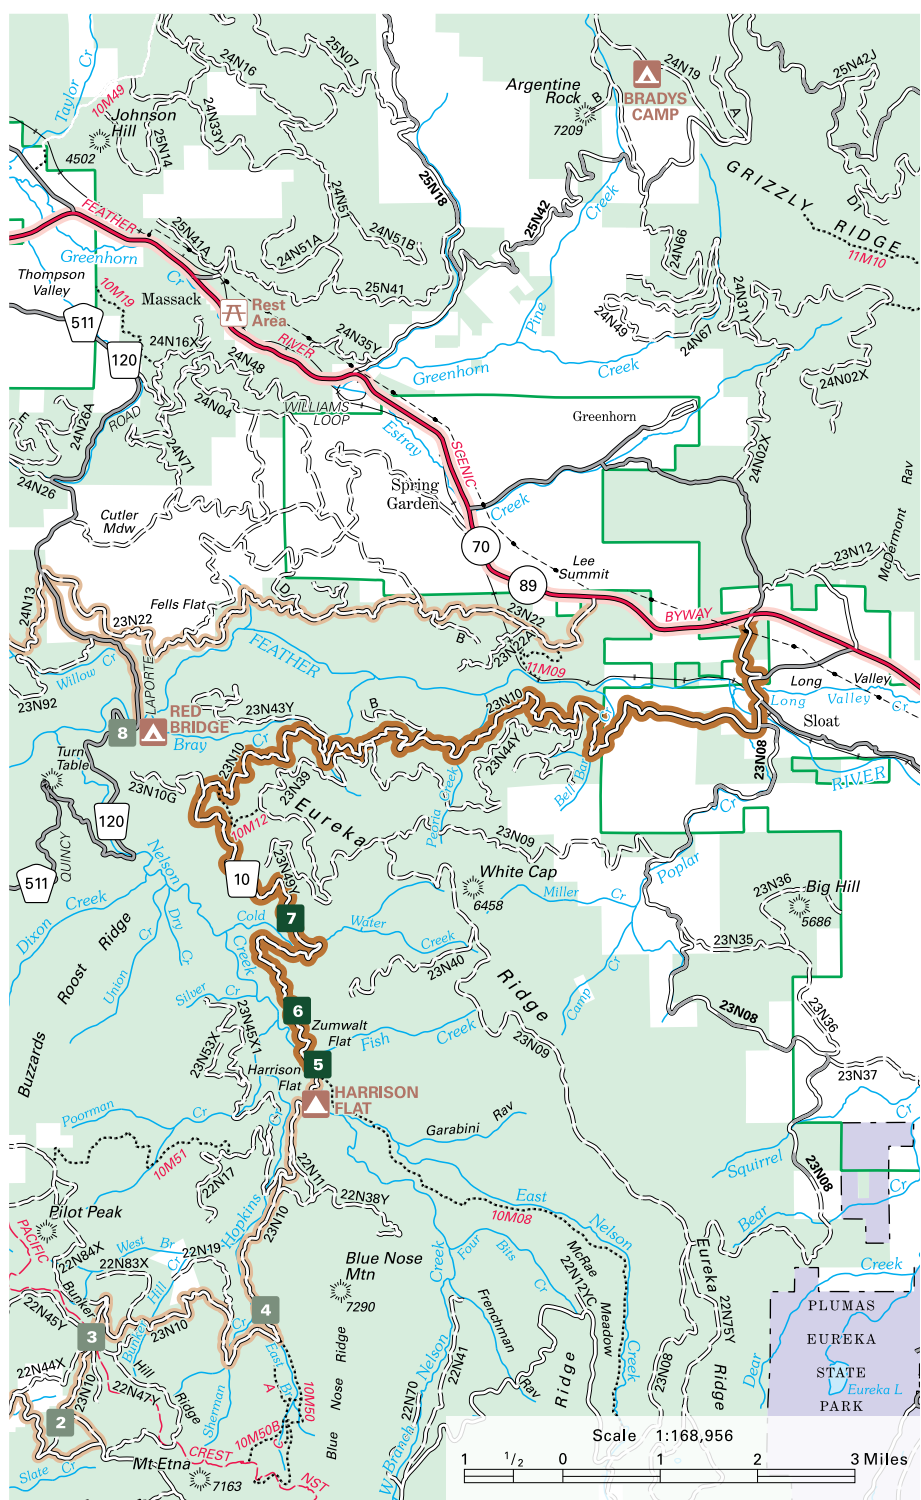 Taylor Cr
10M49
24N16
25N07
Argentine
Rock
7209
B
24N19
BRADYS
CAMP
A
25N42J
Johnson
Hill
4502
25N14
24N33Y
25N18
25N42
Creek
GRIZZLY
RIDGE
D
11M10
FEATHER
25N41A
24N51
24N51A
24N51B
24N66
Greenhorn
Cr
Thompson
Valley
10M19
Massack
25N41
Rest
Area
Pine
24N49
24N67
24N31Y
511
120
24N16X
RIVER
24N35Y
24N48
Greenhorn
Creek
24N02X
24N04
WILLIAMS
LOOP
Greenhorn
E
24N26A
ROAD
24N71
Estray
SCENIC
24N02X
Rav
24N26
Spring
Garden
Creek
Cutler
Mdw
70
McDermont
Lee
Summit
23N12
89
24N13
Fells Flat
D
23N22
23N22
BYWAY
B
23N22A
11M09
Willow Cr
LAPORTE
FEATHER
Long
Valley
23N92
Long Valley Cr
RED
BRIDGE
8
23N43Y
B
23N10
Sloat
Bray
Cr
Turn
Table
23N10
23N44Y
23N08
23N10G
23N39
Bell Bar
RIVER
Peoria Creek
Cr
120
10M12
Eureka
QUINCY
23N09
Nelson
511
10
23N49Y
White Cap
6458
Miller
Cr
Poplar
23N36
Big Hill
5686
Dixon Creek
Cold
7
Water
Creek
Dry
Cr
Creek
Ridge
23N35
Roost
Union
Cr
23N40
Ridge
Camp
Cr
Silver Cr
6
23N45X1
Zumwalt
Flat
Fish
Creek
23N08
23N36
Buzzards
23N53X
23N09
Harrison
Flat
5
23N37
HARRISON
FLAT
Cr
Poorman
Cr
Cr
Garabini
Rav
10M51
Squirrel
23N08
22N17
22N11
22N38Y
East
Cr
Pilot Peak
Hopkins
23N10
10M08
Nelson
Bear
PACIFIC
West Br
22N84X
22N19
22N83X
Cr
Hill
Blue Nose
Mtn
7290
Creek
Four
Bits
Cr
McRae
22N12YC
Eureka
Creek
Bunker
22N45Y
4
PLUMAS
EUREKA
STATE
PARK
Eureka L
3
23N10
Bunker
Cr
East
Br
Frenchman
Meadow
22N75Y
Hill
22N44X
23N10
22N47X
Ridge
Sherman
A
10M50
Ridge
Nose
Blue
Nelson
22N41
Creek
23N08
Ridge
Dear
2
10M50B
C
22N70
Rav
Ridge
CREST
NST
Slate Cr
Mt Etna
7163
W. Branch
Scale 1:168,956
1 1/2 0 1 2 3 Miles